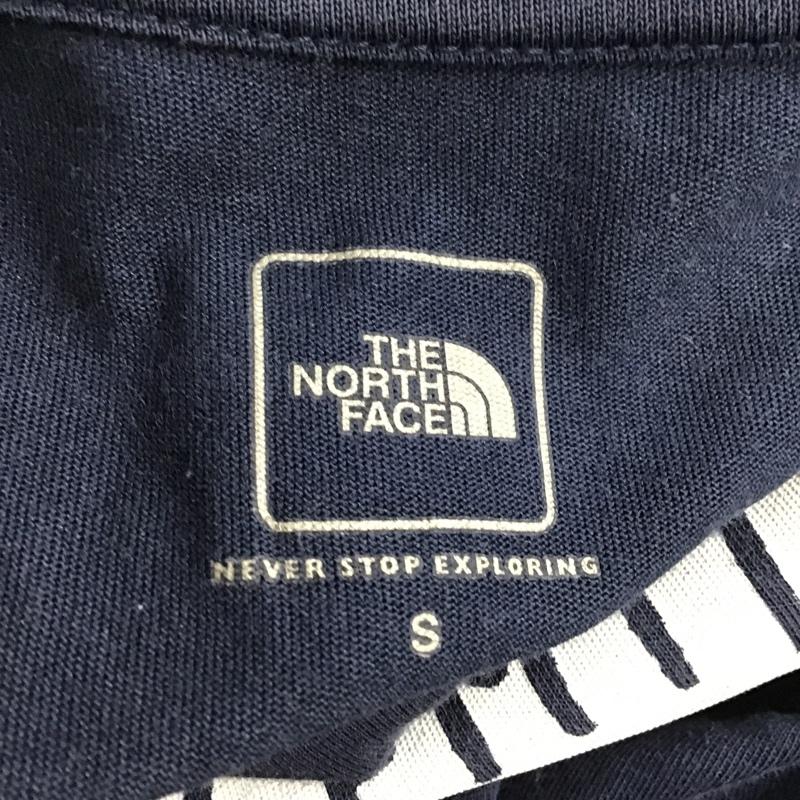 THE
NORTH
FACE
NEVER STOP EXPLORING
S